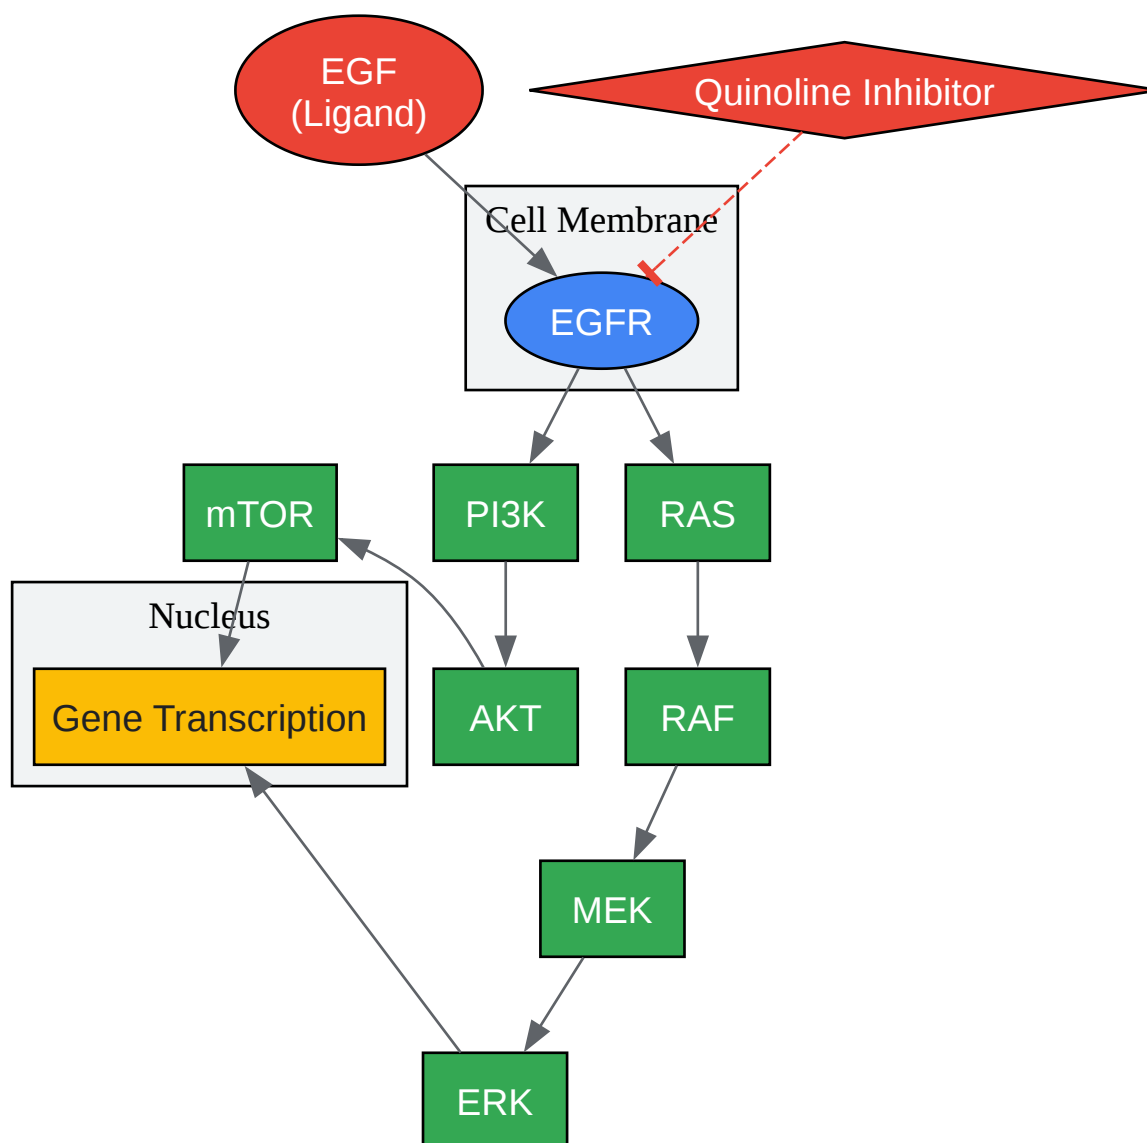 EGF
(Ligand)
Quinoline Inhibitor
Cell Membrane
EGFR
mTOR
PI3K
RAS
Nucleus
Gene Transcription
AKT
RAF
MEK
ERK